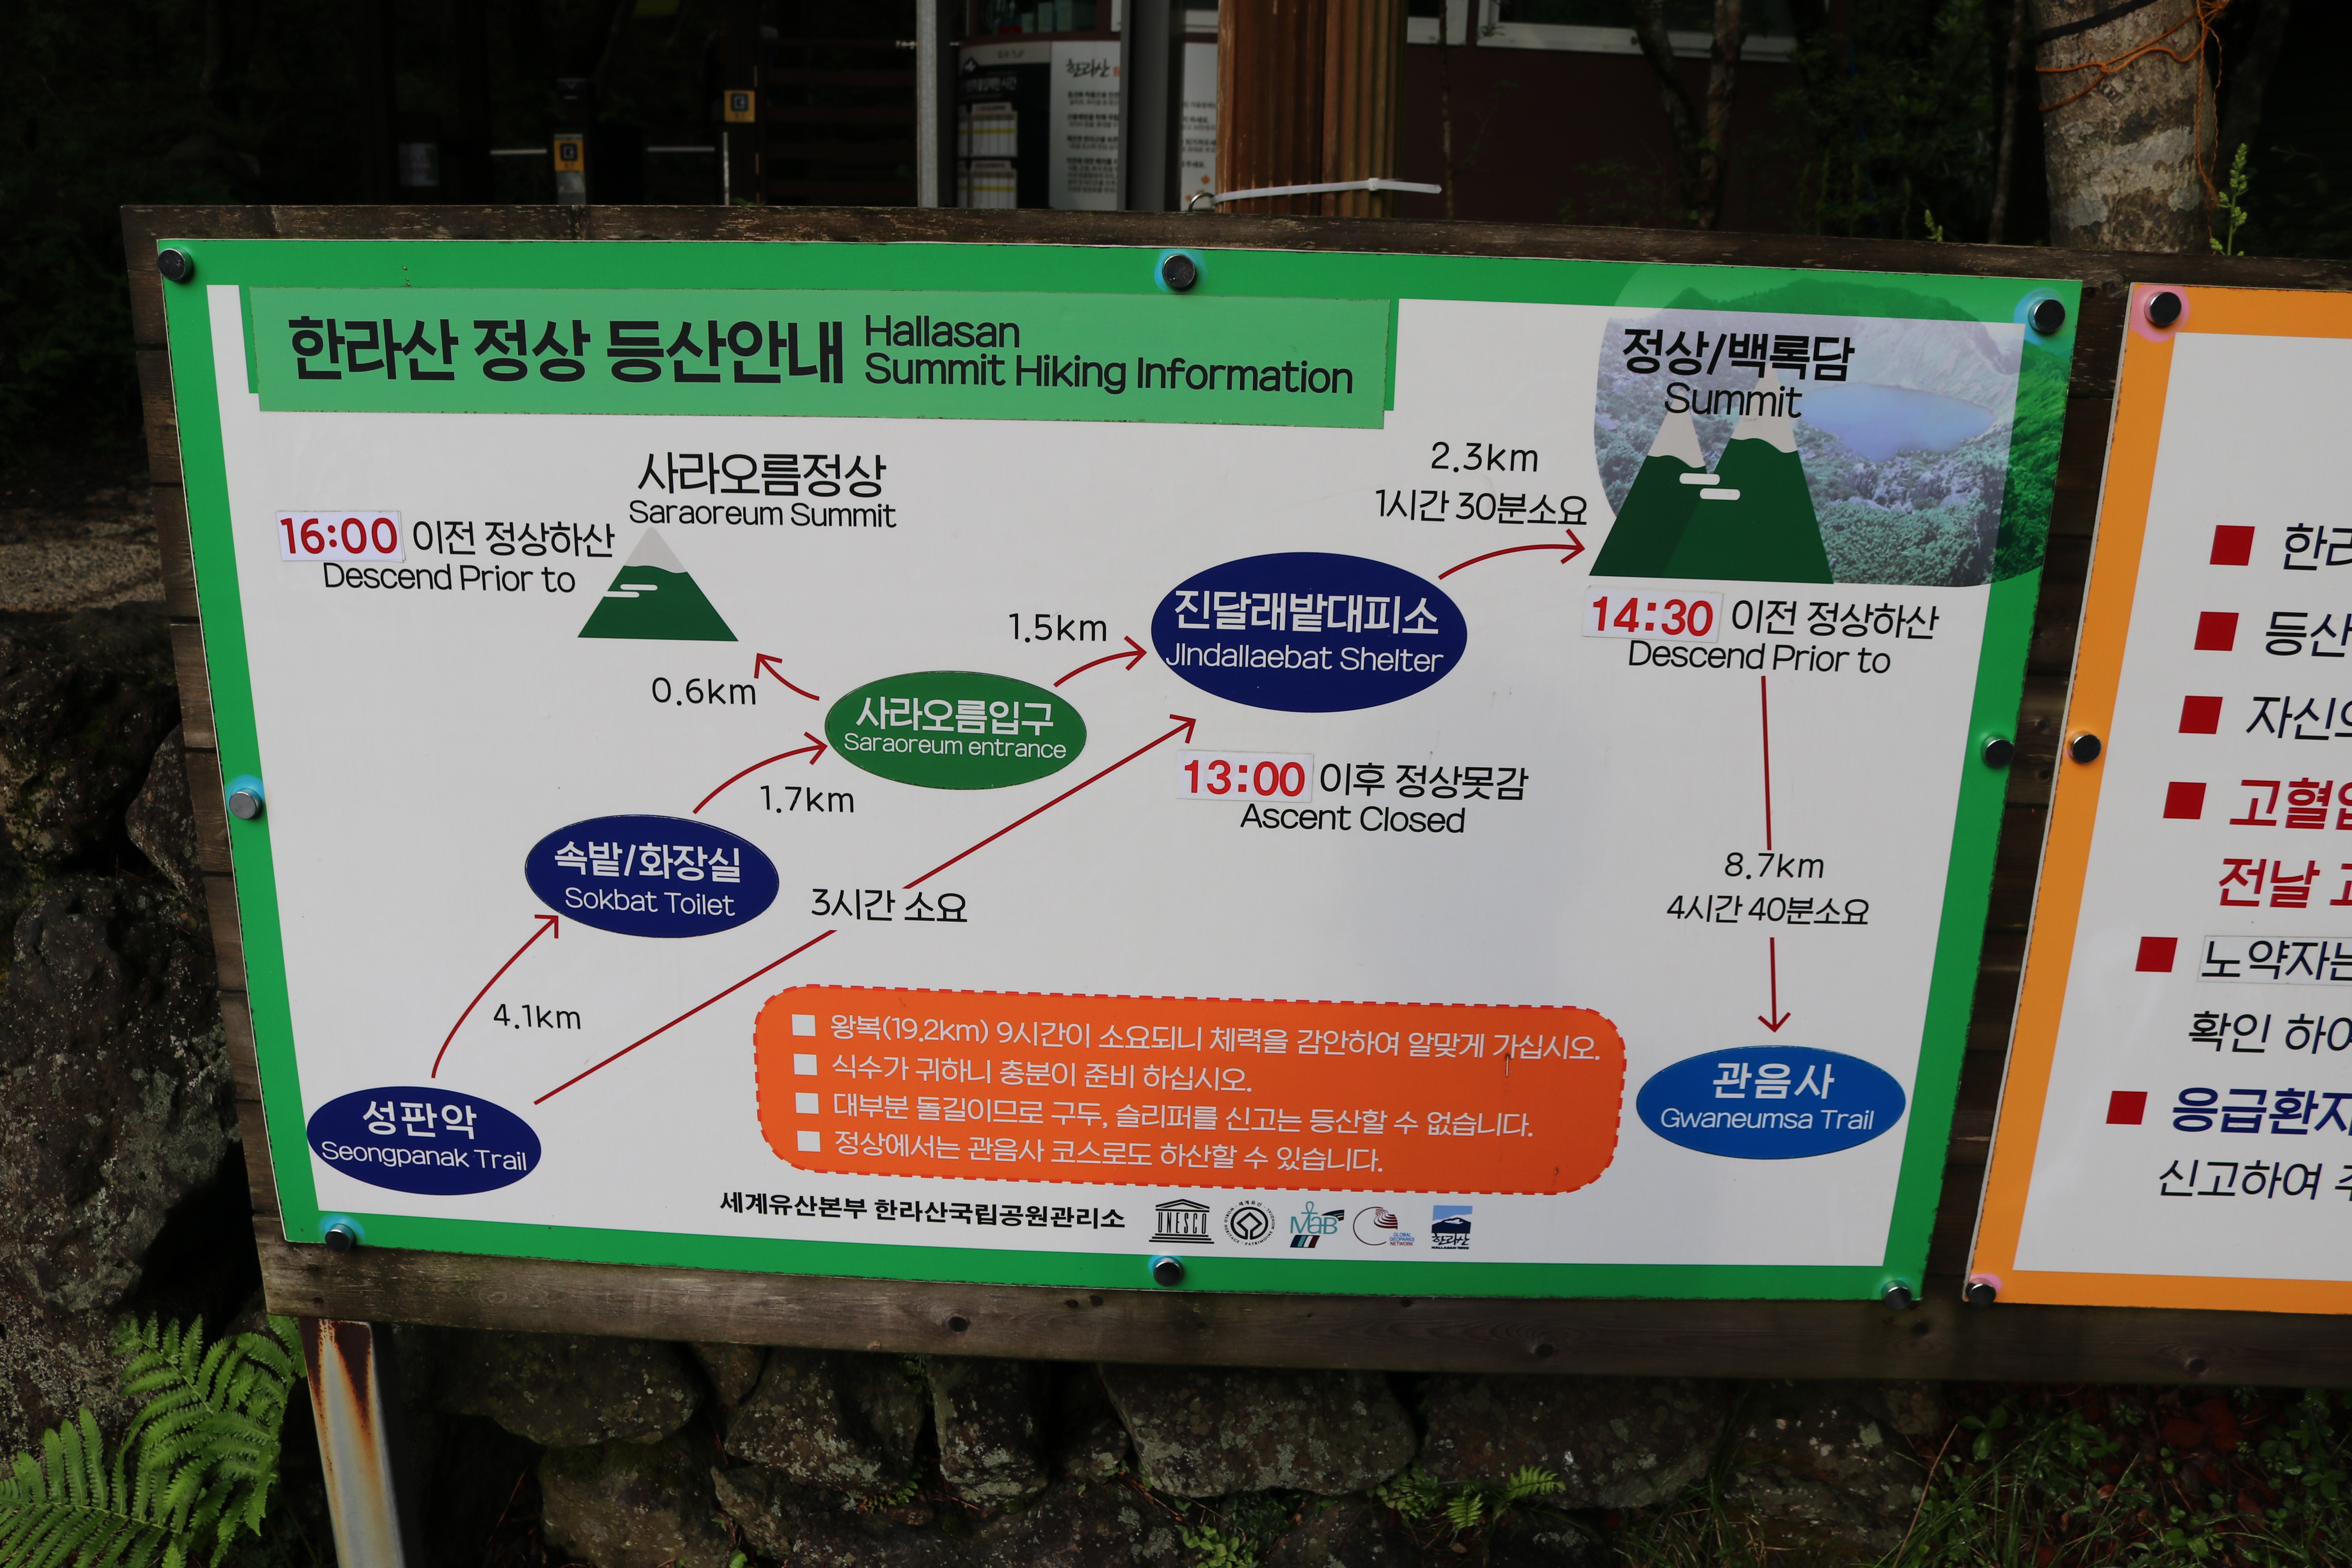 한라산 정상 등산안내
Hallasan
Summit Hiking Information
정상/백록담
Summit
2.3km
1시간 30분소요
사라오름정상
Saraoreum Summit
16:00 이전 정상하산
Descend Prior to
진달래밭대피소
JIndallaebat Shelter
1.5km
14:30 이전 정상하산
Descend Prior to
0.6km
사라오름입구
Saraoreum entrance
13:00 이후 정상못감
Ascent Closed
1.7km
속밭/화장실
Sokbat Toilet
3시간 소요
8.7km
4시간 40분소요
4.1km
성판악
Seongpanak Trail
왕복(19.2km) 9시간이 소요되니 체력을 감안하여 알맞게 가십시오.
식수가 귀하니 충분이 준비 하십시오.
대부분 돌길이므로 구두, 슬리퍼를 신고는 등산할 수 없습니다.
정상에서는 관음사 코스로도 하산할 수 있습니다.
관음사
Gwaneumsa Trail
세계유산본부 한라산국립공원관리소
UNESCO
MaB
GLOBAL
GEOPARKS
NETWORK
한라산
등산
고혈압
전날
노약자는
확인 하여
응급환자
신고하여
한라산